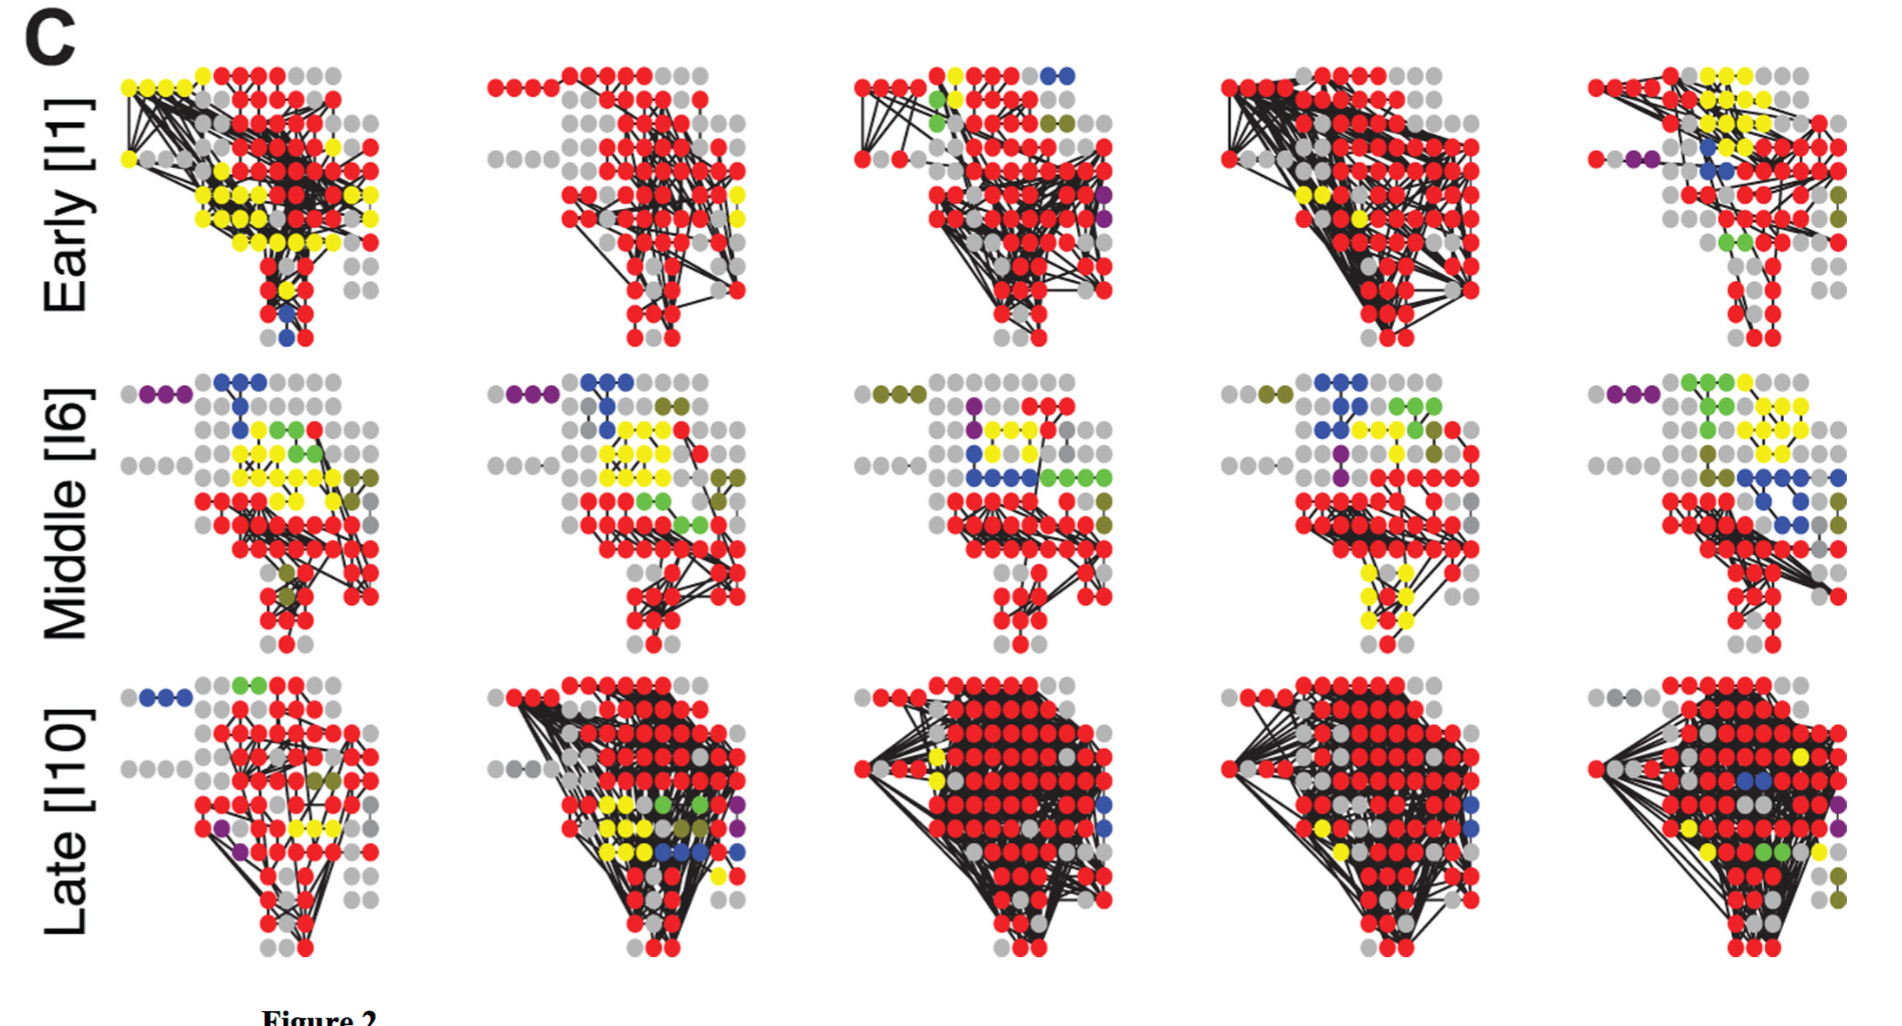 C
Early [I1]
Middle [I6]
Late [I10]
Figure 2